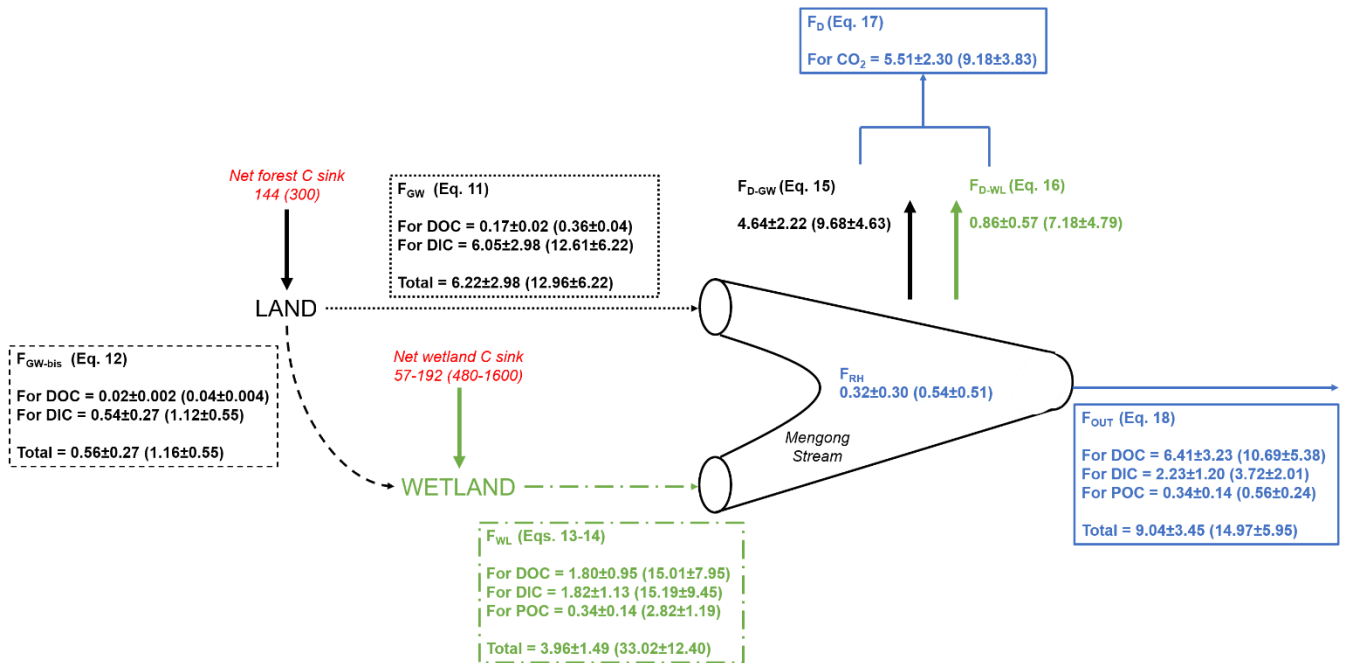 F_D (Eq. 17)
For CO₂ = 5.51±2.30 (9.18±3.83)
Net forest C sink
144 (300)
F_GW (Eq. 11)
For DOC = 0.17±0.02 (0.36±0.04)
For DIC = 6.05±2.98 (12.61±6.22)
Total = 6.22±2.98 (12.96±6.22)
F_D-GW (Eq. 15)
4.64±2.22 (9.68±4.63)
F_D-WL (Eq. 16)
0.86±0.57 (7.18±4.79)
LAND
F_GW-bis (Eq. 12)
For DOC = 0.02±0.002 (0.04±0.004)
For DIC = 0.54±0.27 (1.12±0.55)
Total = 0.56±0.27 (1.16±0.55)
Net wetland C sink
57-192 (480-1600)
F_RH
0.32±0.30 (0.54±0.51)
Mengong
Stream
F_OUT (Eq. 18)
For DOC = 6.41±3.23 (10.69±5.38)
For DIC = 2.23±1.20 (3.72±2.01)
For POC = 0.34±0.14 (0.56±0.24)
Total = 9.04±3.45 (14.97±5.95)
WETLAND
F_WL (Eqs. 13-14)
For DOC = 1.80±0.95 (15.01±7.95)
For DIC = 1.82±1.13 (15.19±9.45)
For POC = 0.34±0.14 (2.82±1.19)
Total = 3.96±1.49 (33.02±12.40)